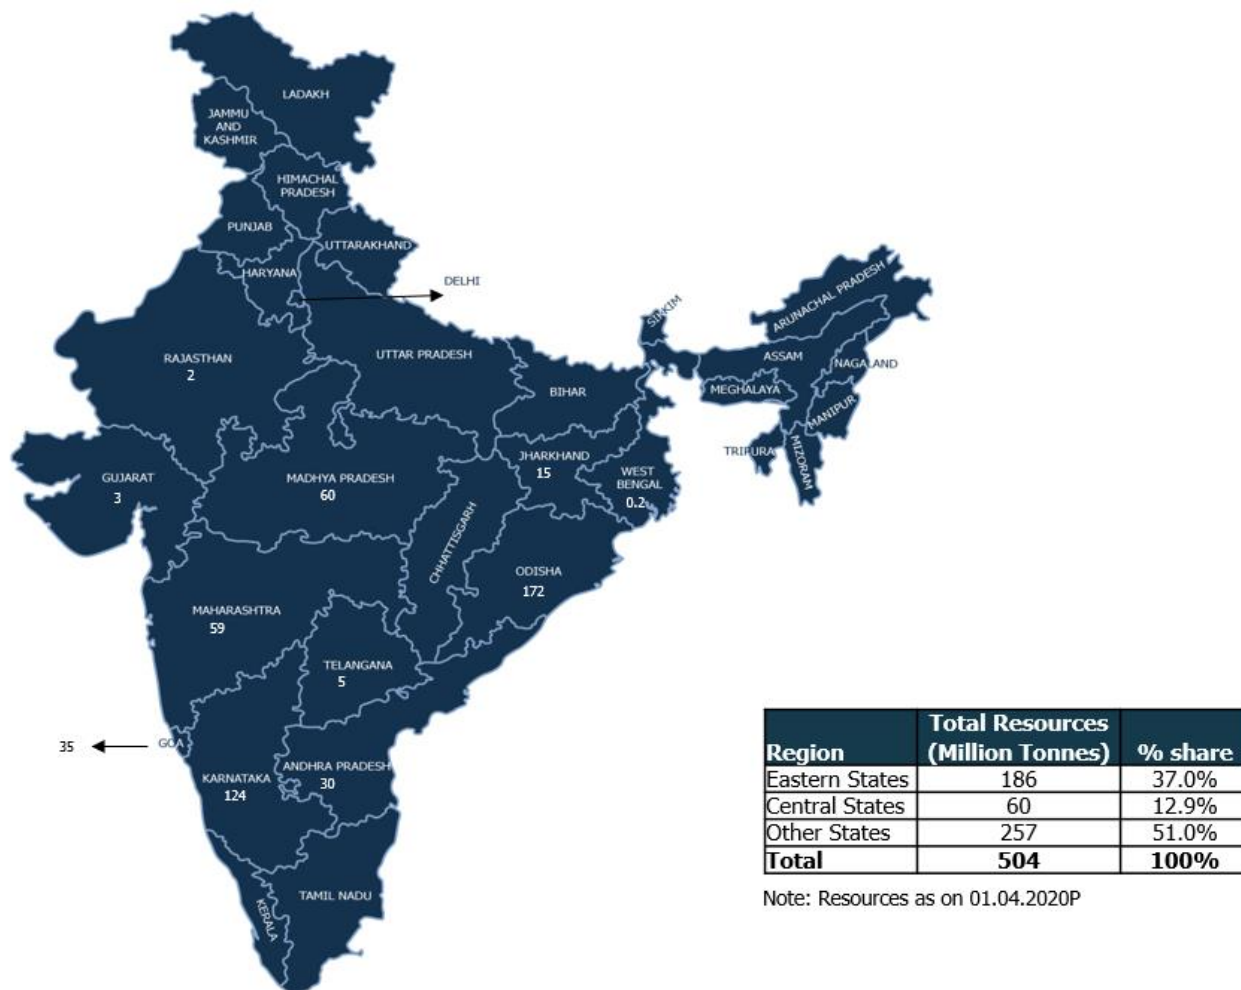 LADAKH
JAMMU
AND
KASHMIR
HIMACHAL
PRADESH
PUNJAB
UTTARAKHAND
HARYANA
DELHI
ARUNACHAL PRADESH
SIKKIM
RAJASTHAN
2
UTTAR PRADESH
ASSAM
NAGALAND
BIHAR
MEGHALAYA
MANIPUR
TRIPURA
MIZORAM
GUJARAT
3
MADHYA PRADESH
60
JHARKHAND
15
WEST
BENGAL
0.2
CHHATTISGARH
ODISHA
172
MAHARASHTRA
59
TELANGANA
5
35
GOA
KARNATAKA
124
ANDHRA PRADESH
30
TAMIL NADU
KERALA
Region Total Resources (Million Tonnes) % share
Eastern States 186 37.0%
Central States 60 12.9%
Other States 257 51.0%
Total 504 100%
Note: Resources as on 01.04.2020P